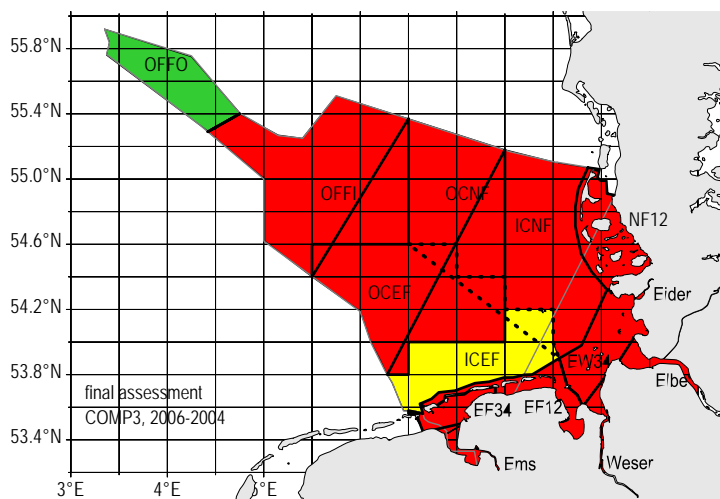 55.8°N
OFFO
55.4°N
55.0°N
OFFI
OCNF
ICNF
NF12
54.6°N
OCEF
Eider
54.2°N
ICEF
EW34
Elbe
53.8°N
final assessment
COMP3, 2006-2004
EF34
EF12
53.4°N
Ems
Weser
3°E
4°E
5°E